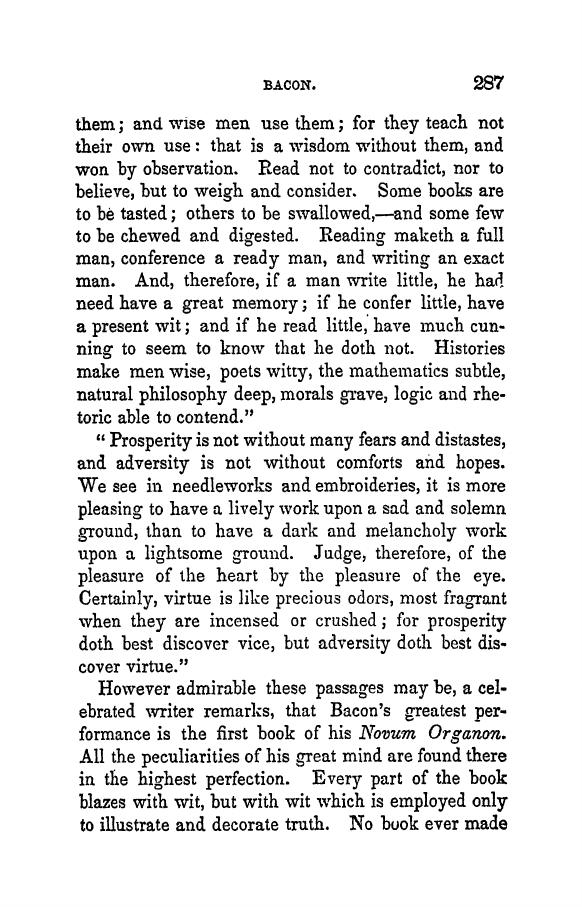 BACON. 287
them; and wise men use them; for they teach not
their own use: that is a wisdom without them, and
won by observation. Read not to contradict, nor to
believe, but to weigh and consider. Some books are
to be tasted; others to be swallowed,—and some few
to be chewed and digested. Reading maketh a full
man, conference a ready man, and writing an exact
man. And, therefore, if a man write little, he had
need have a great memory; if he confer little, have
a present wit; and if he read little, have much cun-
ning to seem to know that he doth not. Histories
make men wise, poets witty, the mathematics subtle,
natural philosophy deep, morals grave, logic and rhe-
toric able to contend."
"Prosperity is not without many fears and distastes,
and adversity is not without comforts and hopes.
We see in needleworks and embroideries, it is more
pleasing to have a lively work upon a sad and solemn
ground, than to have a dark and melancholy work
upon a lightsome ground. Judge, therefore, of the
pleasure of the heart by the pleasure of the eye.
Certainly, virtue is like precious odors, most fragrant
when they are incensed or crushed; for prosperity
doth best discover vice, but adversity doth best dis-
cover virtue."
However admirable these passages may be, a cel-
ebrated writer remarks, that Bacon's greatest per-
formance is the first book of his Novum Organon.
All the peculiarities of his great mind are found there
in the highest perfection. Every part of the book
blazes with wit, but with wit which is employed only
to illustrate and decorate truth. No book ever made